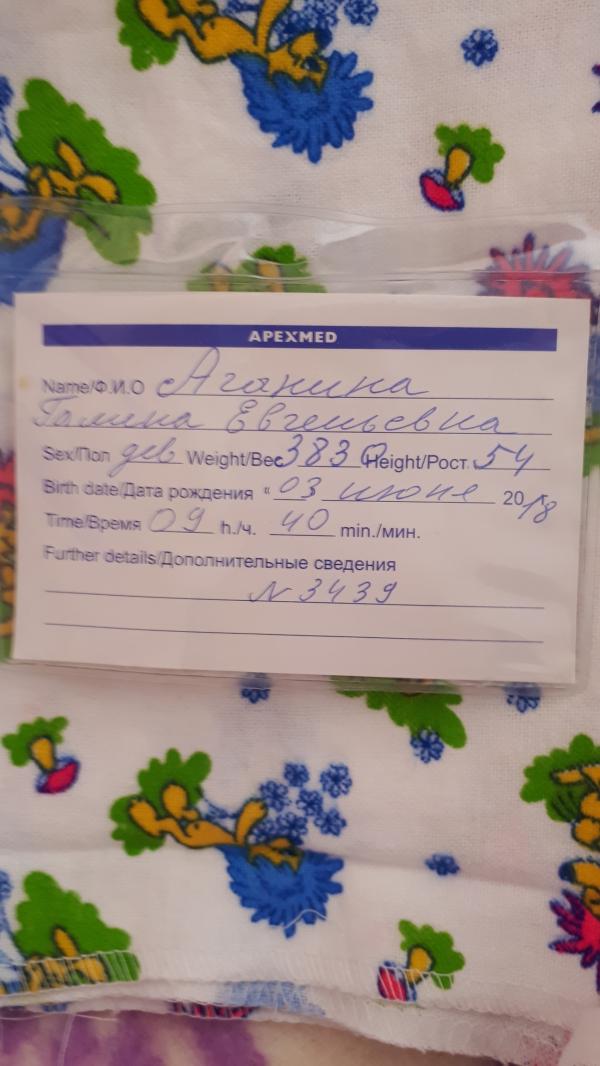 APEXMED
Name/Ф.И.О Аганина
Галина Евгеньевна
Sex/Пол дев Weight/Вес 3830 Height/Рост 54
Birth date/Дата рождения « 03 июня 2018
Time/Время 09 h./ч. 40 min./мин.
Further details/Дополнительные сведения
N 3439